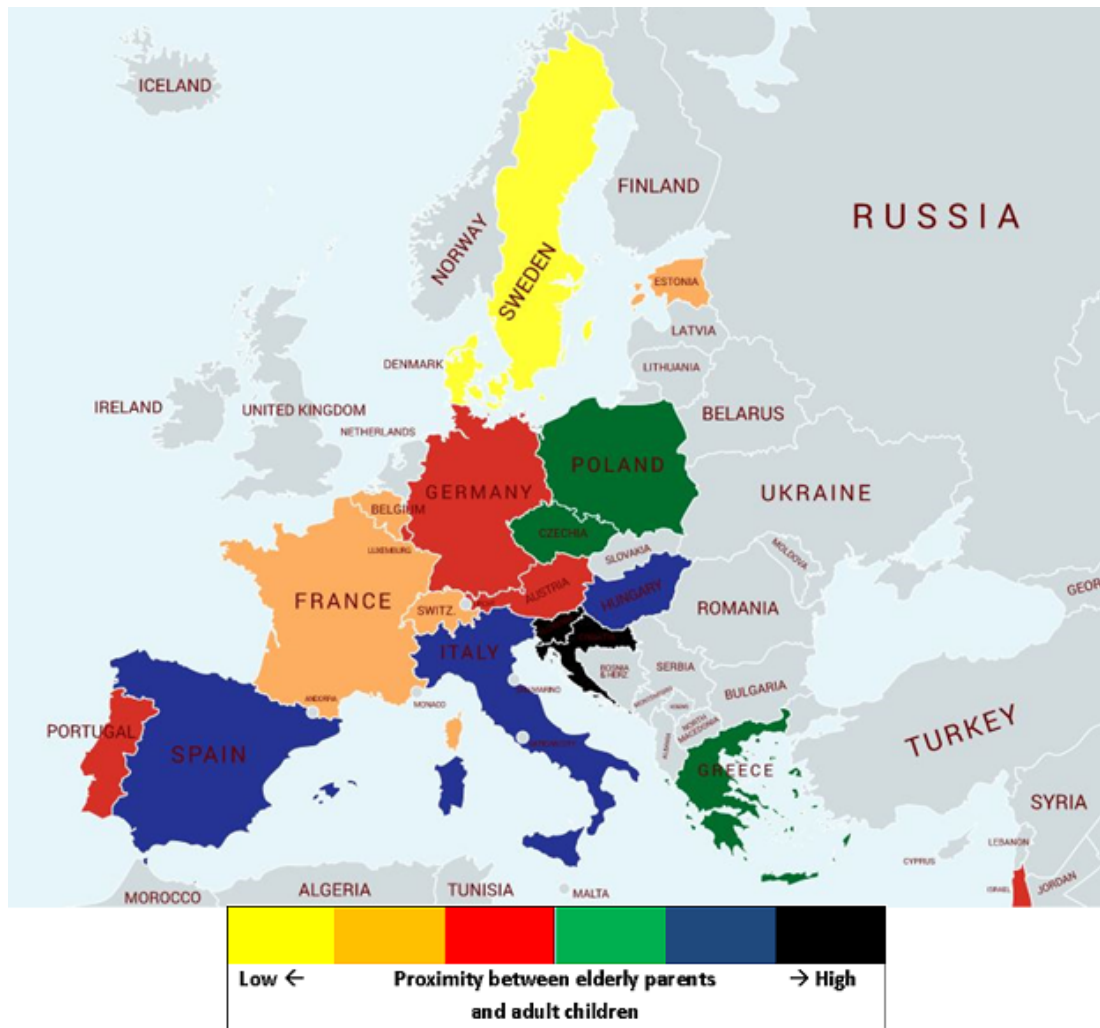 ICELAND
FINLAND
RUSSIA
NORWAY
SWEDEN
ESTONIA
LATVIA
DENMARK
LITHUANIA
IRELAND
UNITED KINGDOM
BELARUS
NETHERLANDS
POLAND
GERMANY
UKRAINE
BELGIUM
CZECHIA
LUXEMBURG
SLOVAKIA
MOLDOVA
AUSTRIA
HUNGARY
FRANCE
SWITZ.
ROMANIA
GEOR
ITALY
BOSNIA
& HERZ
SERBIA
SAN MARINO
ANDORRA
MONACO
MONTENEGRO
BULGARIA
PORTUGAL
SPAIN
NORTH
MACEDONIA
ALBANIA
TURKEY
GREECE
SYRIA
CYPRUS
LEBANON
ISRAEL
JORDAN
MOROCCO
ALGERIA
TUNISIA
MALTA
Low ← Proximity between elderly parents → High
and adult children